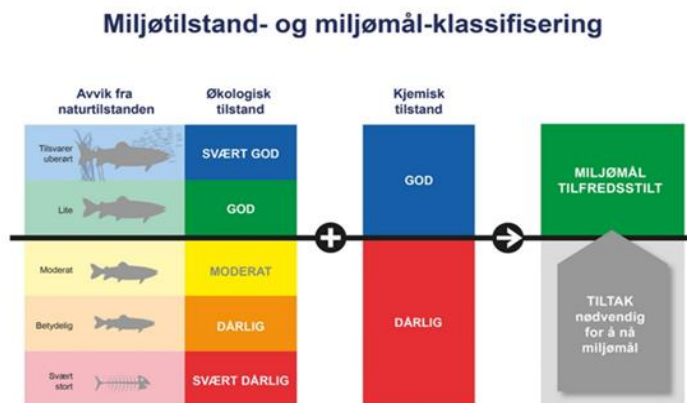 Miljøtilstand- og miljømål-klassifisering
Avvik fra
naturtilstanden
Økologisk
tilstand
Kjemisk
tilstand
Tilsvarer
uberørt
SVÆRT GOD
GOD
MILJØMÅL
TILFREDSSTILT
Lite
GOD
Moderat
MODERAT
Betydelig
DÅRLIG
DÅRLIG
TILTAK
nødvendig
for å nå
miljømål
Svært
stort
SVÆRT DÅRLIG